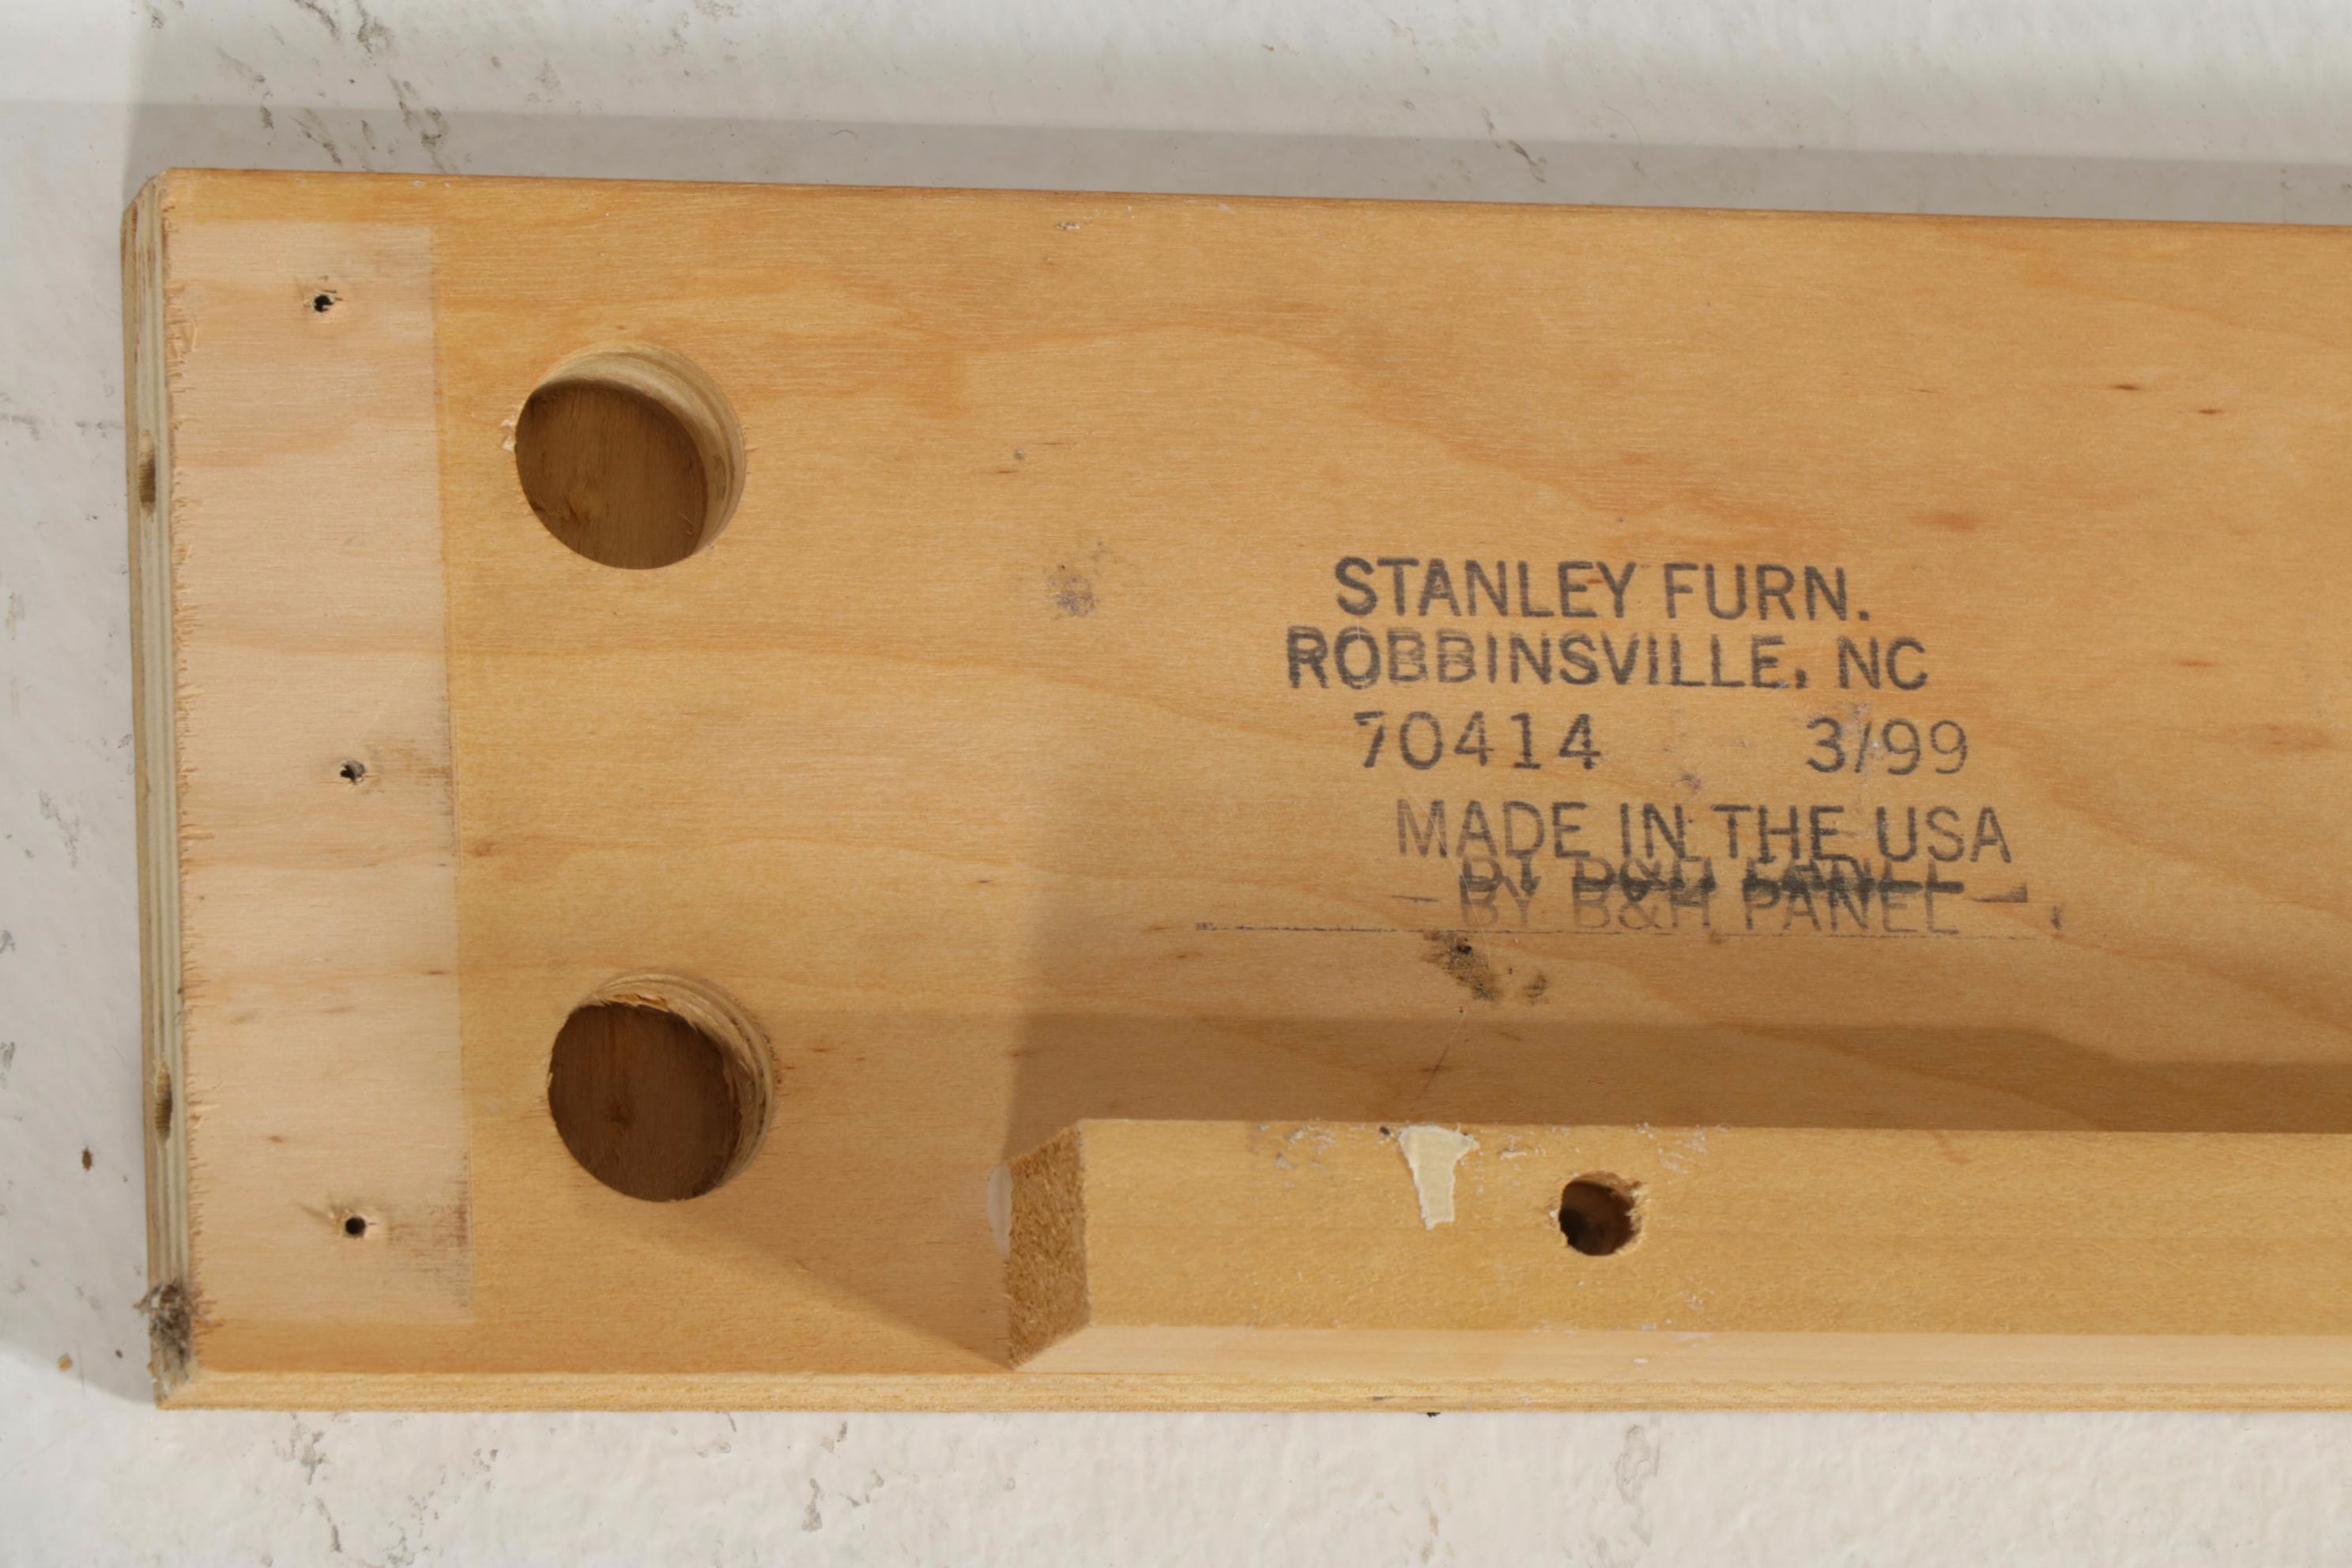 STANLEY FURN.
ROBBINSVILLE, NC
70414 3/99
MADE IN THE USA
BY B&H PANEL